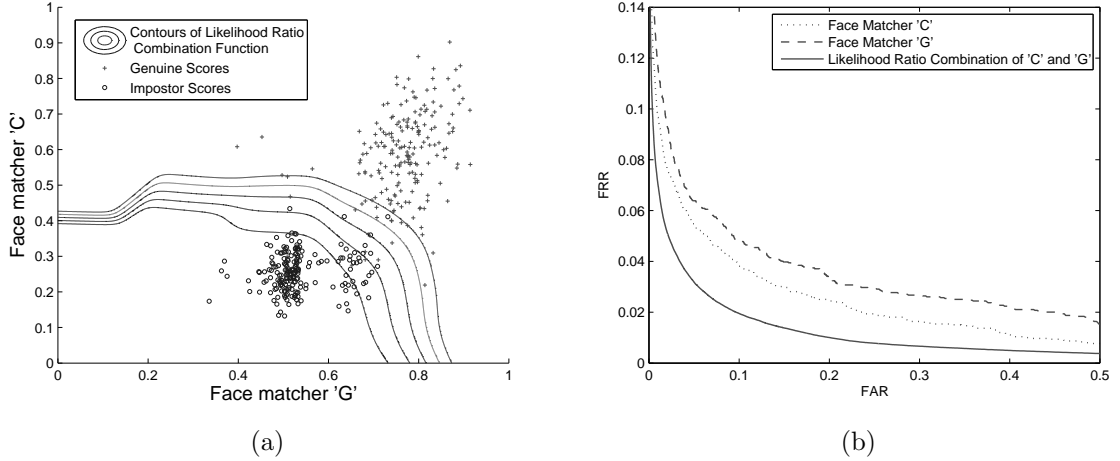 1
0.9
0.8
0.7
0.6
0.5
0.4
0.3
0.2
0.1
0
0
0.2
0.4
0.6
0.8
1
Face matcher 'C'
Face matcher 'G'
Contours of Likelihood Ratio
Combination Function
Genuine Scores
Impostor Scores
(a)
0.14
0.12
0.1
0.08
0.06
0.04
0.02
0
0
0.1
0.2
0.3
0.4
0.5
FRR
FAR
Face Matcher 'C'
Face Matcher 'G'
Likelihood Ratio Combination of 'C' and 'G'
(b)